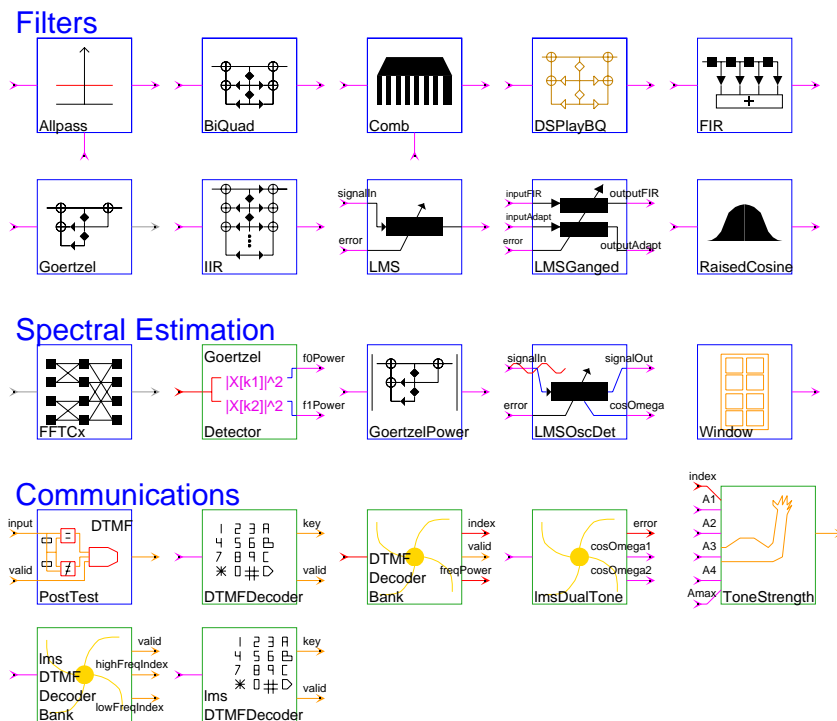 Filters
Allpass
BiQuad
Comb
DSPlayBQ
+
FIR
Goertzel
IIR
signalIn
error
LMS
inputFIR
inputAdapt
error
outputFIR
outputAdapt
LMSGanged
RaisedCosine
Spectral Estimation
FFTCx
Goertzel
|X[k1]|^2
|X[k2]|^2
f0Power
f1Power
Detector
GoertzelPower
signalIn
error
signalOut
cosOmega
LMSOscDet
Window
Communications
input
valid
DTMF
=
≠
PostTest
1 2 3 A
4 5 6 B
7 8 9 C
* 0 # D
key
valid
DTMFDecoder
DTMF
Decoder
Bank
index
valid
freqPower
error
cosOmega1
cosOmega2
lmsDualTone
index
A1
A2
A3
A4
Amax
ToneStrength
lms
DTMF
Decoder
Bank
valid
highFreqIndex
lowFreqIndex
1 2 3 A
4 5 6 B
7 8 9 C
* 0 # D
key
valid
lms
DTMFDecoder